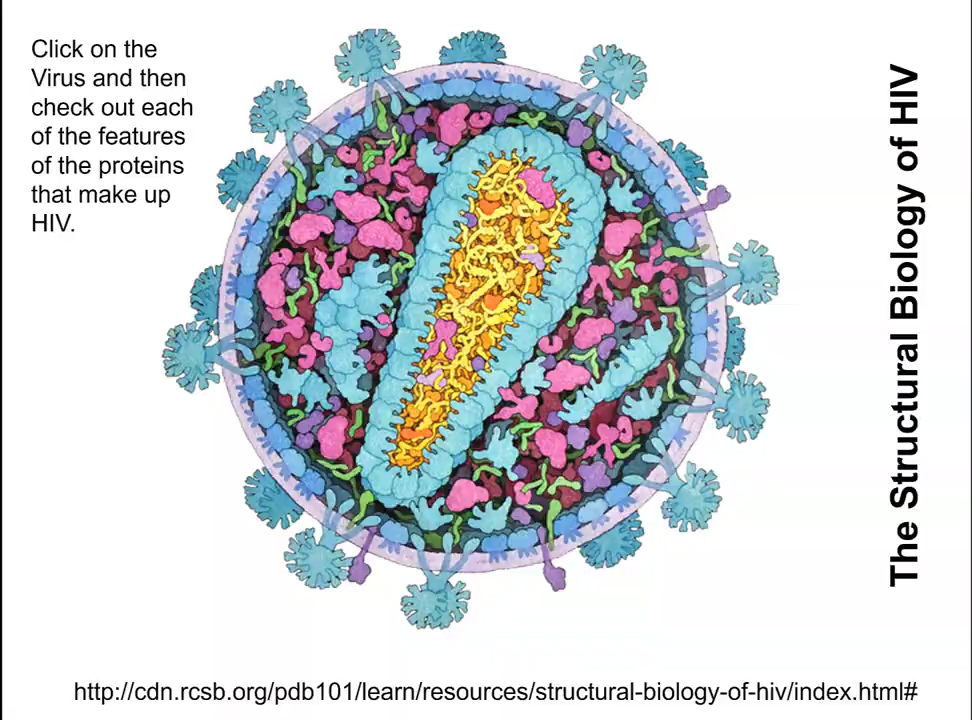 Click on the
Virus and then
check out each
of the features
of the proteins
that make up
HIV.
The Structural Biology of HIV
http://cdn.rcsb.org/pdb101/learn/resources/structural-biology-of-hiv/index.html#